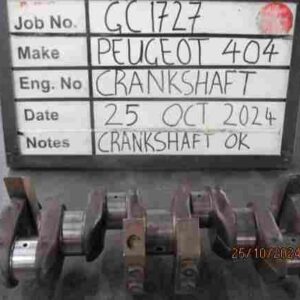 Job No. GC1727
Make PEUGEOT 404
Eng. No CRANKSHAFT
Date 25 OCT 2024
Notes CRANKSHAFT OK
25/10/2024